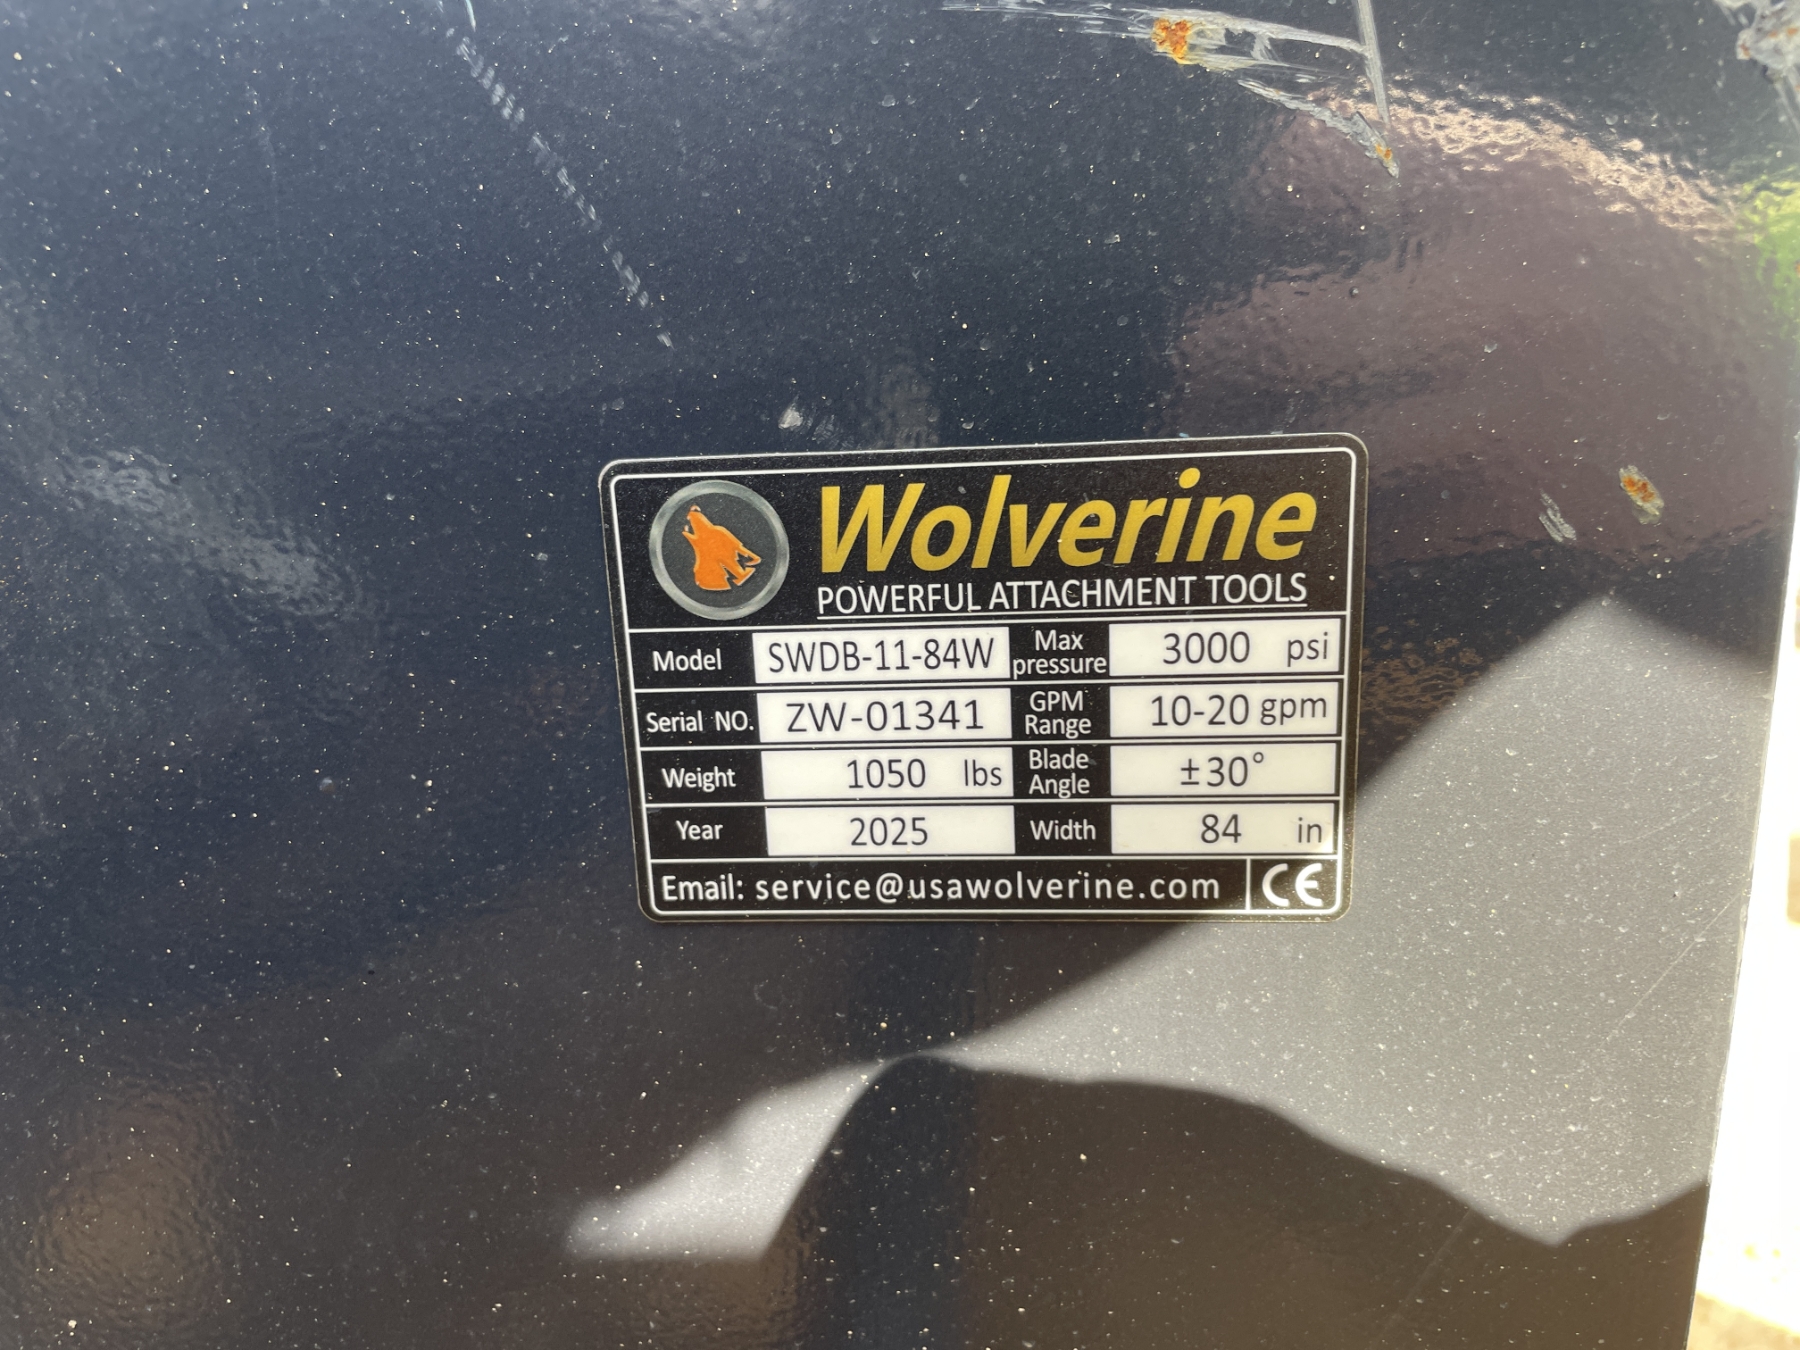 Wolverine
POWERFUL ATTACHMENT TOOLS
Model SWDB-11-84W Max pressure 3000 psi
Serial NO. ZW-01341 GPM Range 10-20 gpm
Weight 1050 lbs Blade Angle ±30°
Year 2025 Width 84 in
Email: service@usawolverine.com CE